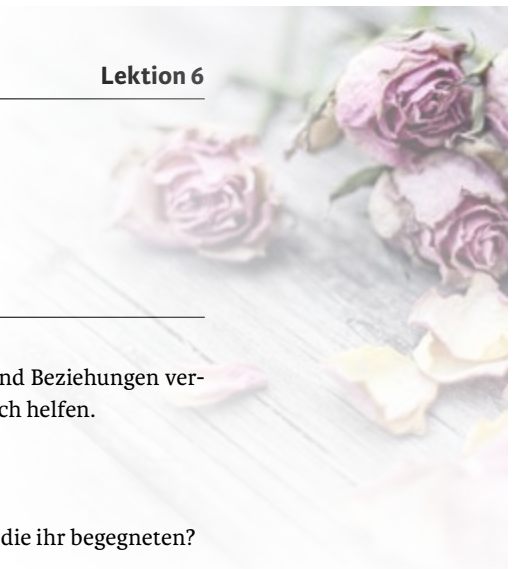 Lektion 6
nd Beziehungen ver-
ch helfen.
die ihr begegneten?